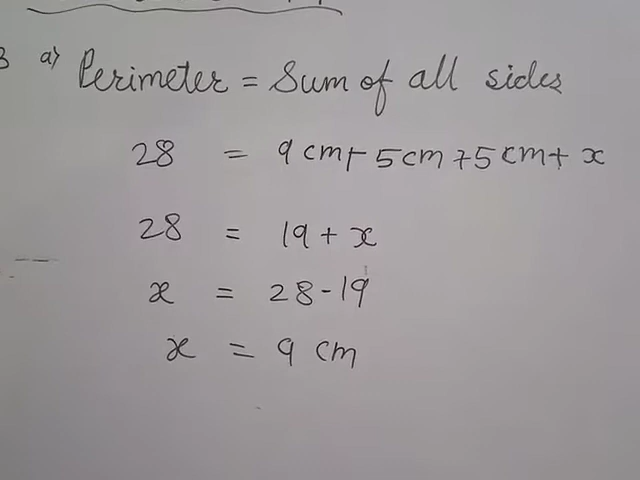 3 a) Perimeter = Sum of all sides
28 = 9 cm + 5 cm + 5 cm + x
28 = 19 + x
x = 28 - 19
x = 9 cm